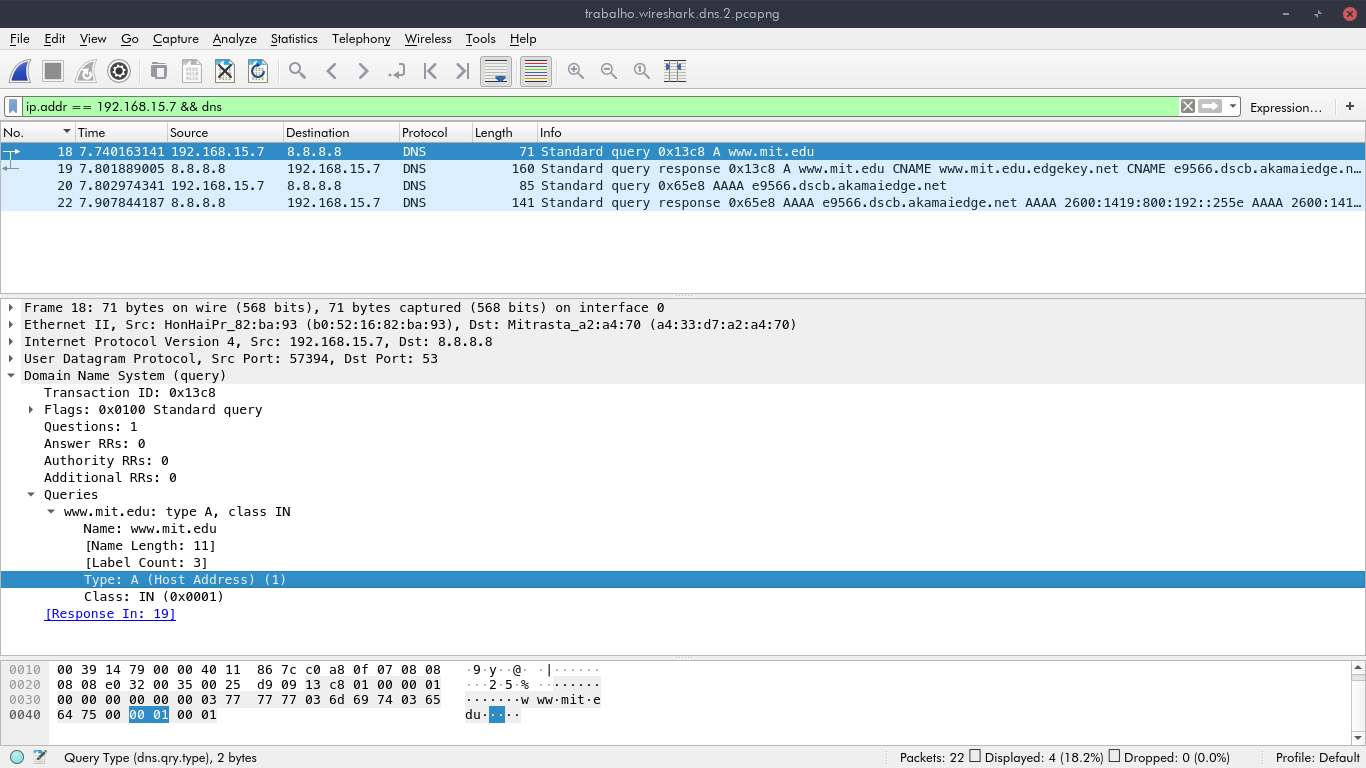 trabalho.wireshark.dns.2.pcapng
File Edit View Go Capture Analyze Statistics Telephony Wireless Tools Help
ip.addr == 192.168.15.7 && dns Expression… +
No. Time Source Destination Protocol Length Info
18 7.740163141 192.168.15.7 8.8.8.8 DNS 71 Standard query 0x13c8 A www.mit.edu
19 7.801889005 8.8.8.8 192.168.15.7 DNS 160 Standard query response 0x13c8 A www.mit.edu CNAME www.mit.edu.edgekey.net CNAME e9566.dscb.akamaiedge.n…
20 7.802974341 192.168.15.7 8.8.8.8 DNS 85 Standard query 0x65e8 AAAA e9566.dscb.akamaiedge.net
22 7.907844187 8.8.8.8 192.168.15.7 DNS 141 Standard query response 0x65e8 AAAA e9566.dscb.akamaiedge.net AAAA 2600:1419:800:192::255e AAAA 2600:141…
Frame 18: 71 bytes on wire (568 bits), 71 bytes captured (568 bits) on interface 0
Ethernet II, Src: HonHaiPr_82:ba:93 (b0:52:16:82:ba:93), Dst: Mitrasta_a2:a4:70 (a4:33:d7:a2:a4:70)
Internet Protocol Version 4, Src: 192.168.15.7, Dst: 8.8.8.8
User Datagram Protocol, Src Port: 57394, Dst Port: 53
Domain Name System (query)
Transaction ID: 0x13c8
Flags: 0x0100 Standard query
Questions: 1
Answer RRs: 0
Authority RRs: 0
Additional RRs: 0
Queries
www.mit.edu: type A, class IN
Name: www.mit.edu
[Name Length: 11]
[Label Count: 3]
Type: A (Host Address) (1)
Class: IN (0x0001)
[Response In: 19]
0010 00 39 14 79 00 00 40 11 86 7c c0 a8 0f 07 08 08 ·9·y··@· ·|······
0020 08 08 e0 32 00 35 00 25 d9 09 13 c8 01 00 00 01 ···2·5·% ········
0030 00 00 00 00 00 00 03 77 77 77 03 6d 69 74 03 65 ·······w ww·mit·e
0040 64 75 00 00 01 00 01 du·····
Query Type (dns.qry.type), 2 bytes Packets: 22 Displayed: 4 (18.2%) Dropped: 0 (0.0%) Profile: Default